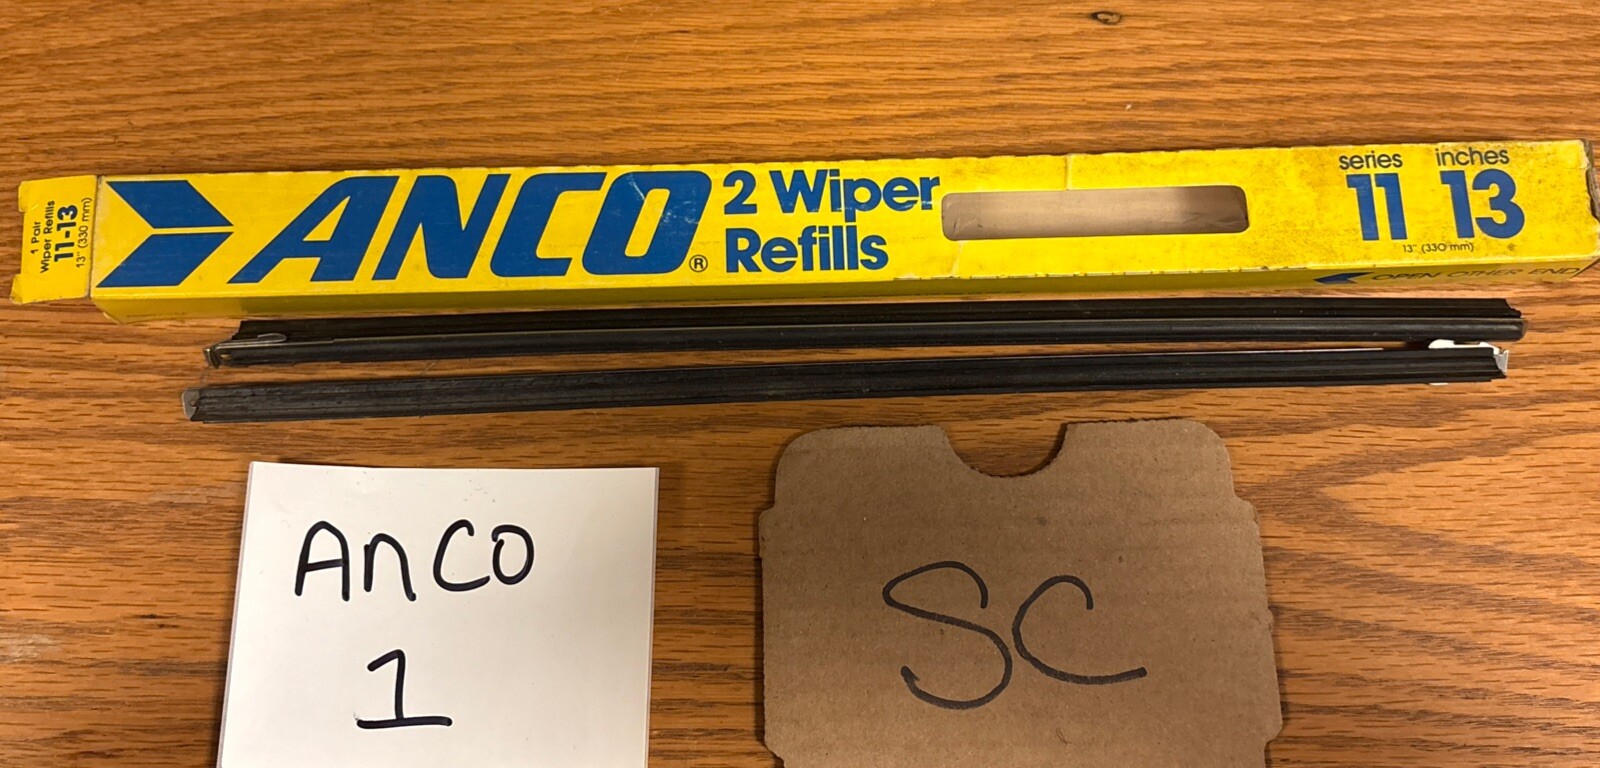 1 Pair
Wiper Refills
11-13
13" (330 mm)
ANCO®
2 Wiper
Refills
series inches
11 13
13" (330 mm)
OPEN OTHER END
ANCO
1
SC